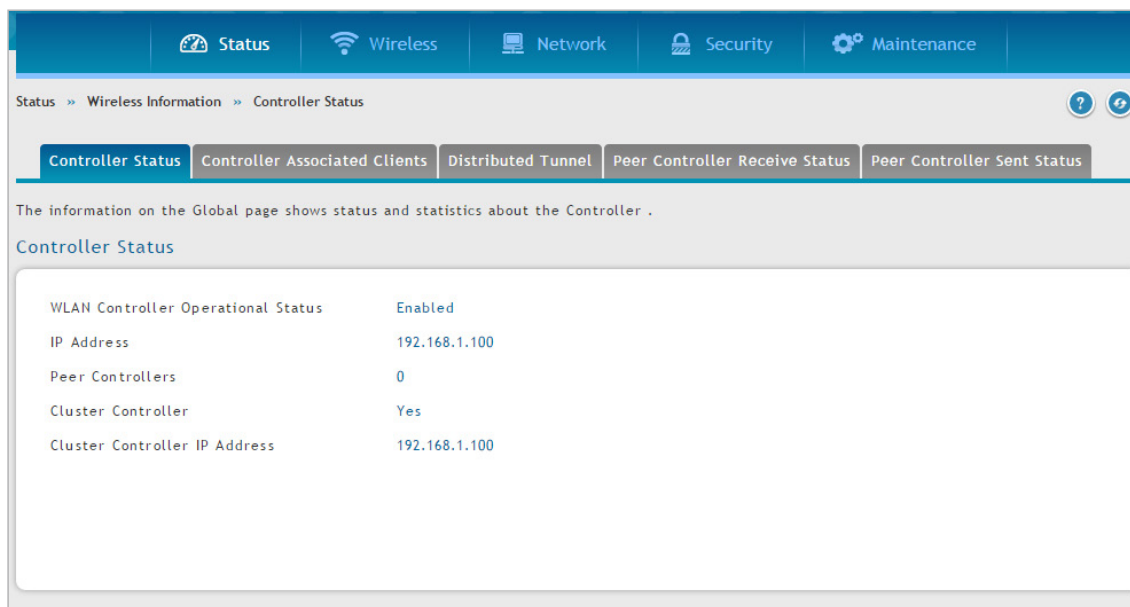 Status Wireless Network Security Maintenance
Status » Wireless Information » Controller Status
?
Controller Status Controller Associated Clients Distributed Tunnel Peer Controller Receive Status Peer Controller Sent Status
The information on the Global page shows status and statistics about the Controller .
Controller Status
WLAN Controller Operational Status Enabled
IP Address 192.168.1.100
Peer Controllers 0
Cluster Controller Yes
Cluster Controller IP Address 192.168.1.100